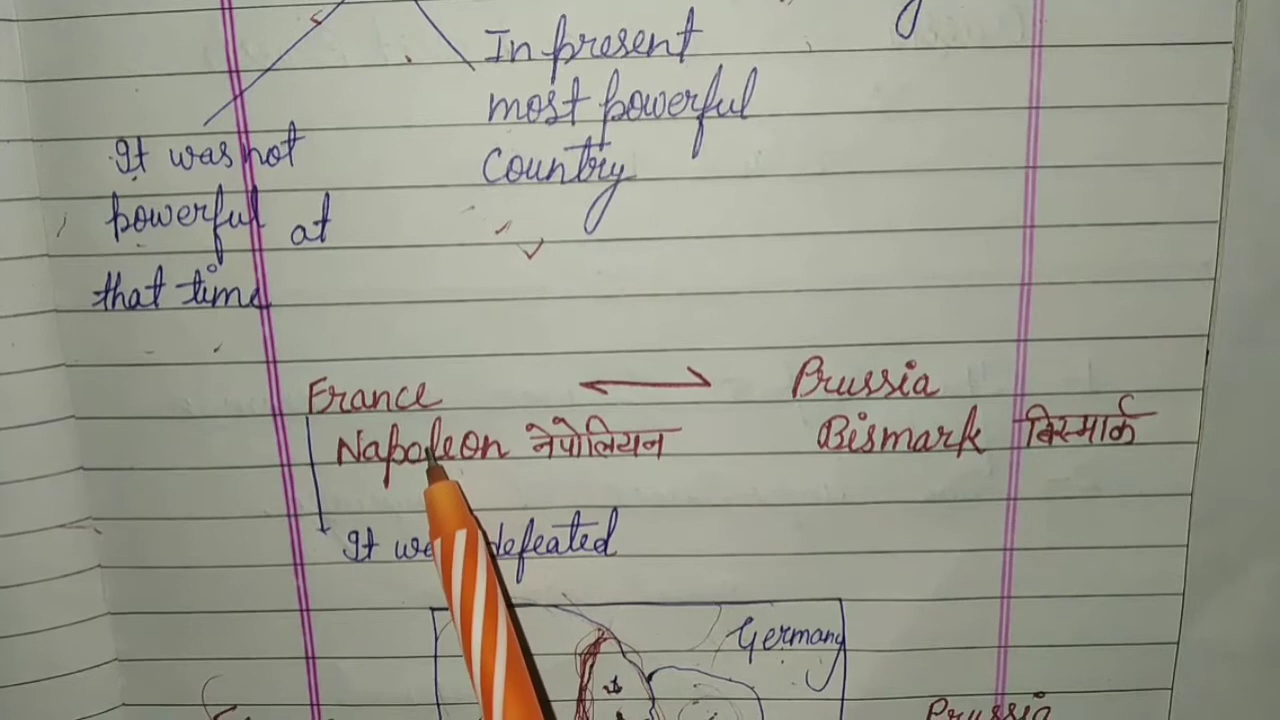 In present
most powerful
Country
It was not
powerful at
that time
France Prussia
Napoleon नेपोलियन Bismark बिस्मार्क
It defeated
Germany
Prussia